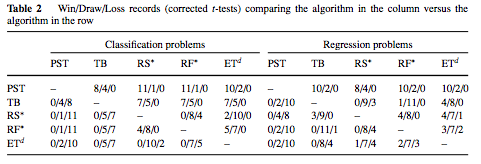 Table 2 Win/Draw/Loss records (corrected t-tests) comparing the algorithm in the column versus the
algorithm in the row
Classification problems Regression problems
PST TB RS* RF* ETᵈ PST TB RS* RF* ETᵈ
PST – 8/4/0 11/1/0 11/1/0 10/2/0 – 10/2/0 8/4/0 10/2/0 10/2/0
TB 0/4/8 – 7/5/0 7/5/0 7/5/0 0/2/10 – 0/9/3 1/11/0 4/8/0
RS* 0/1/11 0/5/7 – 0/8/4 2/10/0 0/4/8 3/9/0 – 4/8/0 4/7/1
RF* 0/1/11 0/5/7 4/8/0 – 5/7/0 0/2/10 0/11/1 0/8/4 – 3/7/2
ETᵈ 0/2/10 0/5/7 0/10/2 0/7/5 – 0/2/10 0/8/4 1/7/4 2/7/3 –